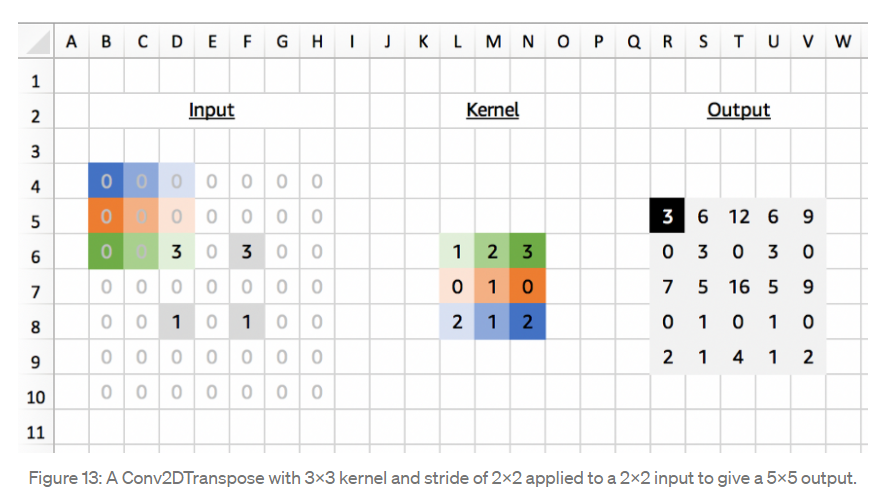 A B C D E F G H I J K L M N O P Q R S T U V W
1
2 Input Kernel Output
3
4 0 0 0 0 0 0 0
5 0 0 0 0 0 0 0 3 6 12 6 9
6 0 0 3 0 3 0 0 1 2 3 0 3 0 3 0
7 0 0 0 0 0 0 0 0 1 0 7 5 16 5 9
8 0 0 1 0 1 0 0 2 1 2 0 1 0 1 0
9 0 0 0 0 0 0 0 2 1 4 1 2
10 0 0 0 0 0 0 0
11
Figure 13: A Conv2DTranspose with 3×3 kernel and stride of 2×2 applied to a 2×2 input to give a 5×5 output.